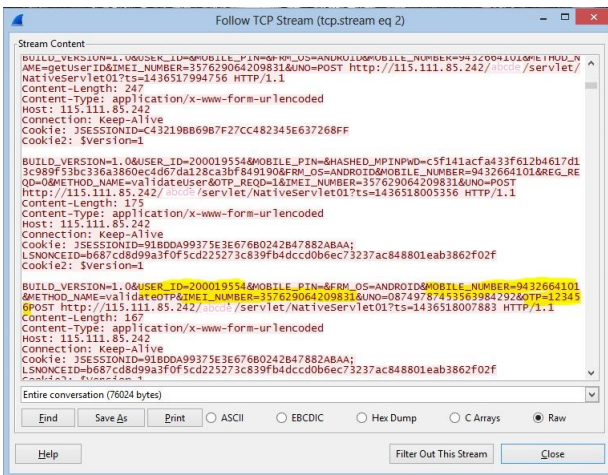 Follow TCP Stream (tcp.stream eq 2)
Stream Content
BUILD_VERSION=1.0&USER_ID=&MOBILE_PIN=&FRM_OS=ANDROID&MOBILE_NUMBER=9432664101&METHOD_N
AME=getUserID&IMEI_NUMBER=357629064209831&UNO=POST http://115.111.85.242/abcde/servlet/
NativeServlet01?ts=1436517994756 HTTP/1.1
Content-Length: 247
Content-Type: application/x-www-form-urlencoded
Host: 115.111.85.242
Connection: Keep-Alive
Cookie: JSESSIONID=C43219BB69B7F27CC482345E637268FF
Cookie2: $Version=1
BUILD_VERSION=1.0&USER_ID=200019554&MOBILE_PIN=&HASHED_MPINPWD=c5f141acfa433f612b4617d1
3c989f53bc336a3860ec4d67da128ca3bf849190&FRM_OS=ANDROID&MOBILE_NUMBER=9432664101&REG_RE
QD=0&METHOD_NAME=validateUser&OTP_REQD=1&IMEI_NUMBER=357629064209831&UNO=POST
http://115.111.85.242/abcde/servlet/NativeServlet01?ts=1436518005356 HTTP/1.1
Content-Length: 175
Content-Type: application/x-www-form-urlencoded
Host: 115.111.85.242
Connection: Keep-Alive
Cookie: JSESSIONID=91BDDA99375E3E676B0242B47882ABAA;
LSNONCEID=b687cd8d99a3f0f5cd225273c839fb4dccd0b6ec73237ac848801eab3862f02f
Cookie2: $Version=1
BUILD_VERSION=1.0&USER_ID=200019554&MOBILE_PIN=&FRM_OS=ANDROID&MOBILE_NUMBER=9432664101
&METHOD_NAME=validateOTP&IMEI_NUMBER=357629064209831&UNO=08749787453563984292&OTP=12345
6POST http://115.111.85.242/abcde/servlet/NativeServlet01?ts=1436518007883 HTTP/1.1
Content-Length: 167
Content-Type: application/x-www-form-urlencoded
Host: 115.111.85.242
Connection: Keep-Alive
Cookie: JSESSIONID=91BDDA99375E3E676B0242B47882ABAA;
LSNONCEID=b687cd8d99a3f0f5cd225273c839fb4dccd0b6ec73237ac848801eab3862f02f
Cookie2: $Version=1
Entire conversation (76024 bytes)
Find Save As Print ASCII EBCDIC Hex Dump C Arrays Raw
Help Filter Out This Stream Close